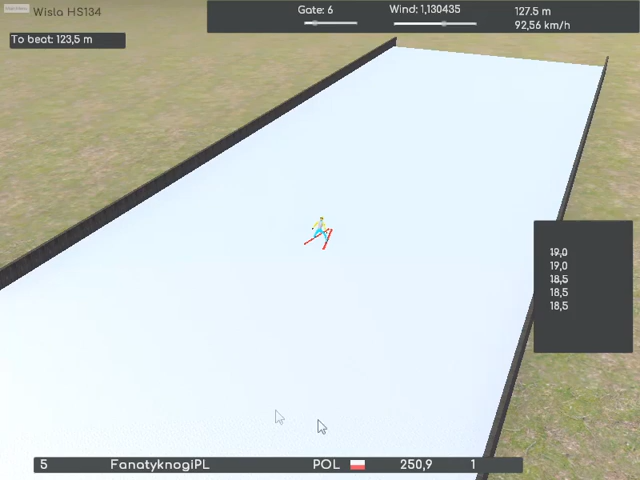 Wisla HS134
Gate: 6
Wind: 1,130435
127.5 m
92,56 km/h
To beat: 123,5 m
19,0
19,0
18,5
18,5
18,5
5 FanatyknogiPL POL 250,9 1